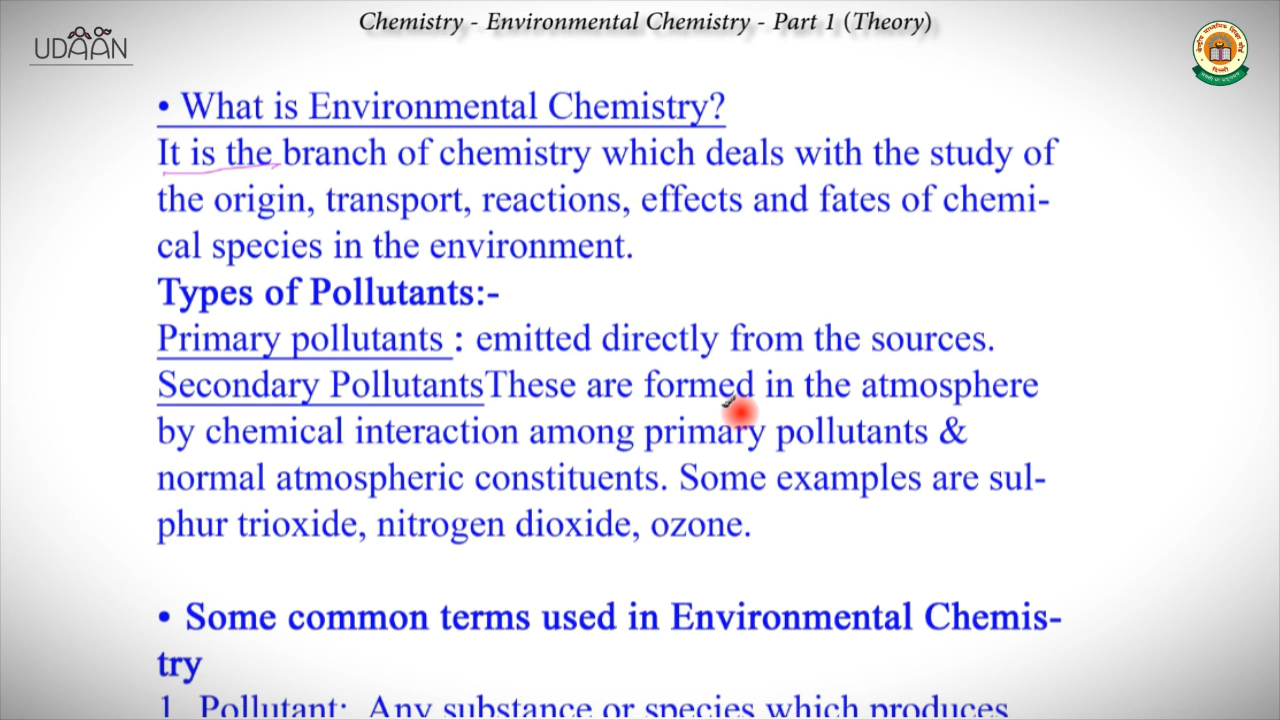 Chemistry - Environmental Chemistry - Part 1 (Theory)
UDAAN
• What is Environmental Chemistry?
It is the branch of chemistry which deals with the study of
the origin, transport, reactions, effects and fates of chemi-
cal species in the environment.
Types of Pollutants:-
Primary pollutants : emitted directly from the sources.
Secondary PollutantsThese are formed in the atmosphere
by chemical interaction among primary pollutants &
normal atmospheric constituents. Some examples are sul-
phur trioxide, nitrogen dioxide, ozone.
• Some common terms used in Environmental Chemis-
try
1. Pollutant: Any substance or species which produces